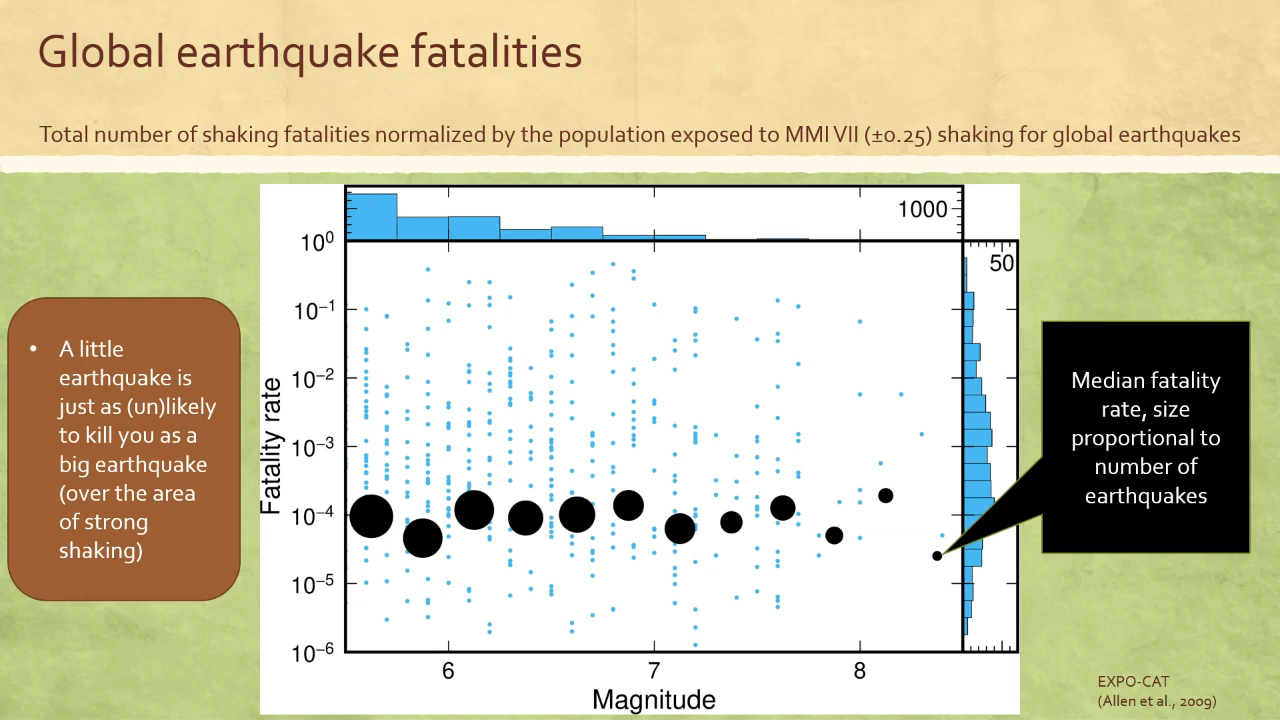 Global earthquake fatalities
Total number of shaking fatalities normalized by the population exposed to MMI VII (±0.25) shaking for global earthquakes
1000
50
10⁰
10⁻¹
10⁻²
10⁻³
10⁻⁴
10⁻⁵
10⁻⁶
Fatality rate
6 7 8
Magnitude
• A little
earthquake is
just as (un)likely
to kill you as a
big earthquake
(over the area
of strong
shaking)
Median fatality
rate, size
proportional to
number of
earthquakes
EXPO-CAT
(Allen et al., 2009)